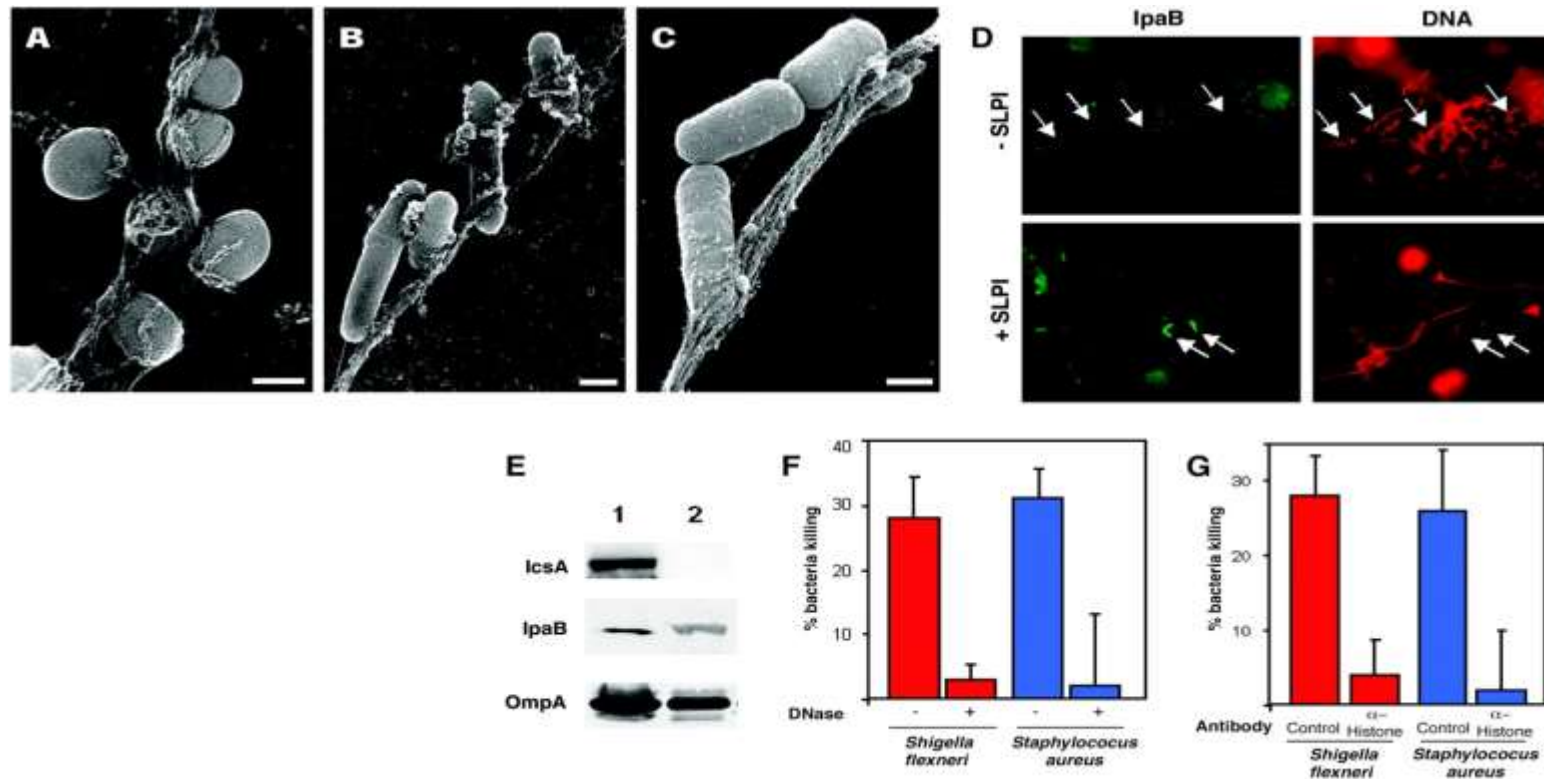 A
B
C
D
IpaB
DNA
- SLPI
+ SLPI
E
1
2
IcsA
IpaB
OmpA
F
40
30
20
10
% bacteria killing
DNase
-
+
-
+
Shigella
flexneri
Staphylococus
aureus
G
30
20
10
% bacteria killing
Antibody
Control
α–
Histone
Control
α–
Histone
Shigella
flexneri
Staphylococus
aureus